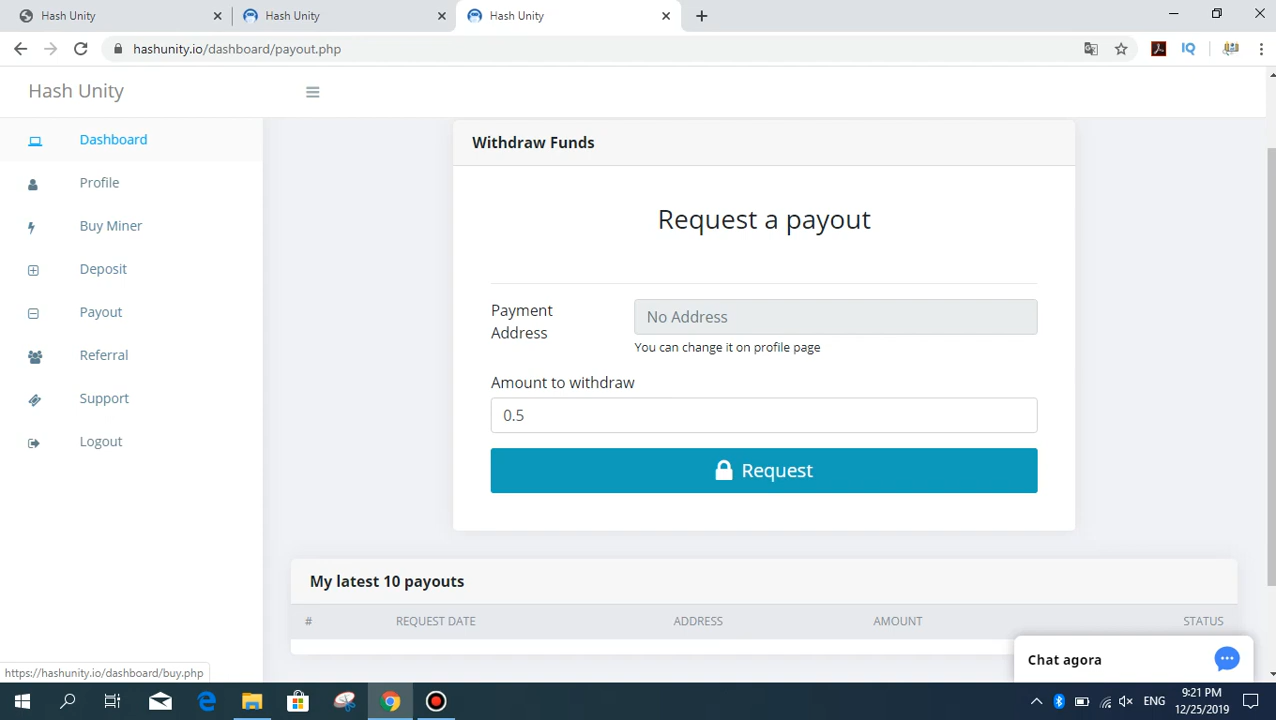 Hash Unity
Hash Unity
Hash Unity
hashunity.io/dashboard/payout.php
IQ
Hash Unity
Dashboard
Profile
Buy Miner
Deposit
Payout
Referral
Support
Logout
Withdraw Funds
Request a payout
Payment
Address
No Address
You can change it on profile page
Amount to withdraw
0.5
Request
My latest 10 payouts
# REQUEST DATE ADDRESS AMOUNT STATUS
Chat agora
https://hashunity.io/dashboard/buy.php
ENG
9:21 PM
12/25/2019